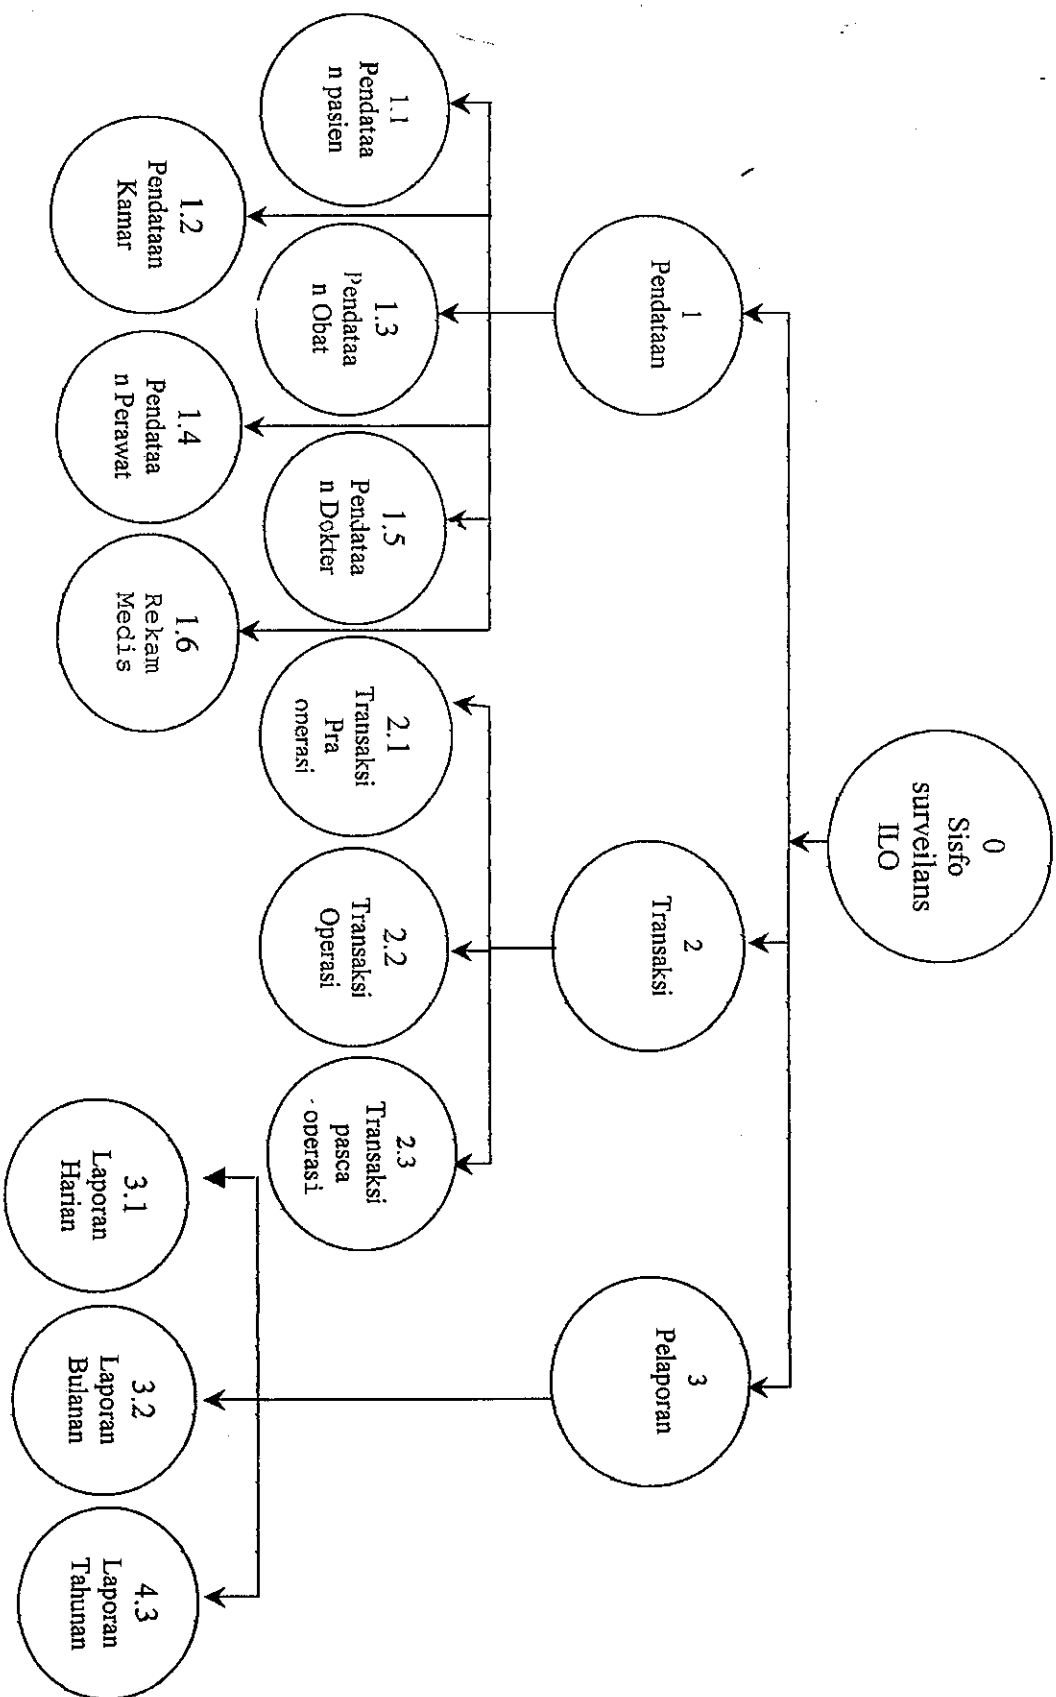 0
Sisfo
surveilans
ILO
1
Pendataan
2
Transaksi
3
Pelaporan
1.1
Pendataa
n pasien
1.2
Pendataan
Kamar
1.3
Pendataa
n Obat
1.4
Pendataa
n Perawat
1.5
Pendataa
n Dokter
1.6
Rekam
Medis
2.1
Transaksi
Pra
operasi
2.2
Transaksi
Operasi
2.3
Transaksi
pasca
operasi
3.1
Laporan
Harian
3.2
Laporan
Bulanan
4.3
Laporan
Tahunan